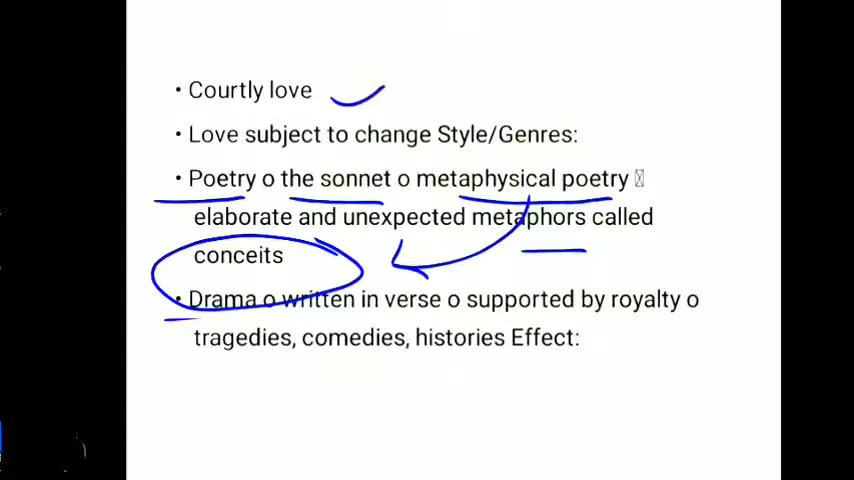 • Courtly love
• Love subject to change Style/Genres:
• Poetry o the sonnet o metaphysical poetry
elaborate and unexpected metaphors called
conceits
• Drama o written in verse o supported by royalty o
tragedies, comedies, histories Effect: